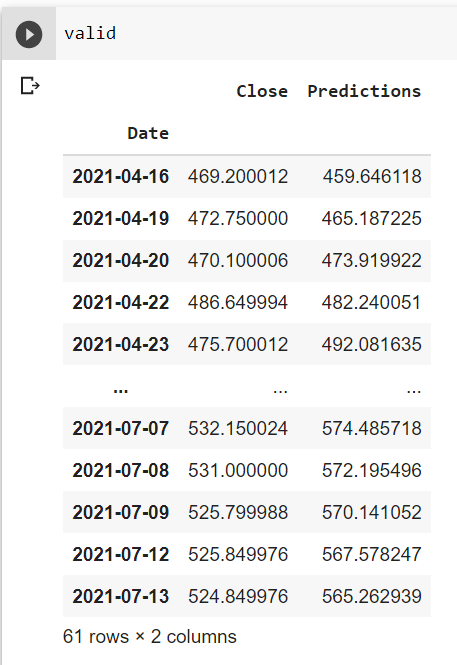 valid
Close Predictions
Date
2021-04-16 469.200012 459.646118
2021-04-19 472.750000 465.187225
2021-04-20 470.100006 473.919922
2021-04-22 486.649994 482.240051
2021-04-23 475.700012 492.081635
... ... ...
2021-07-07 532.150024 574.485718
2021-07-08 531.000000 572.195496
2021-07-09 525.799988 570.141052
2021-07-12 525.849976 567.578247
2021-07-13 524.849976 565.262939
61 rows × 2 columns